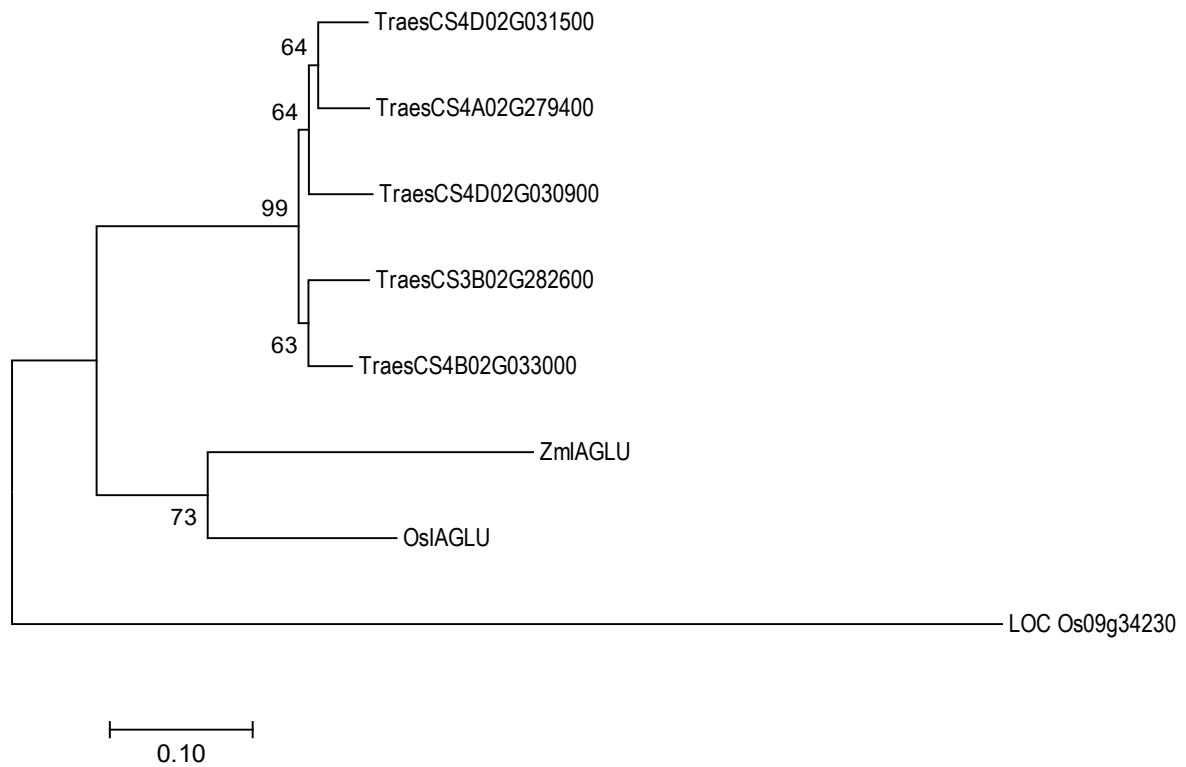 TraesCS4D02G031500
64
TraesCS4A02G279400
64
TraesCS4D02G030900
99
TraesCS3B02G282600
63
TraesCS4B02G033000
ZmIAGLU
73
OsIAGLU
LOC Os09g34230
0.10